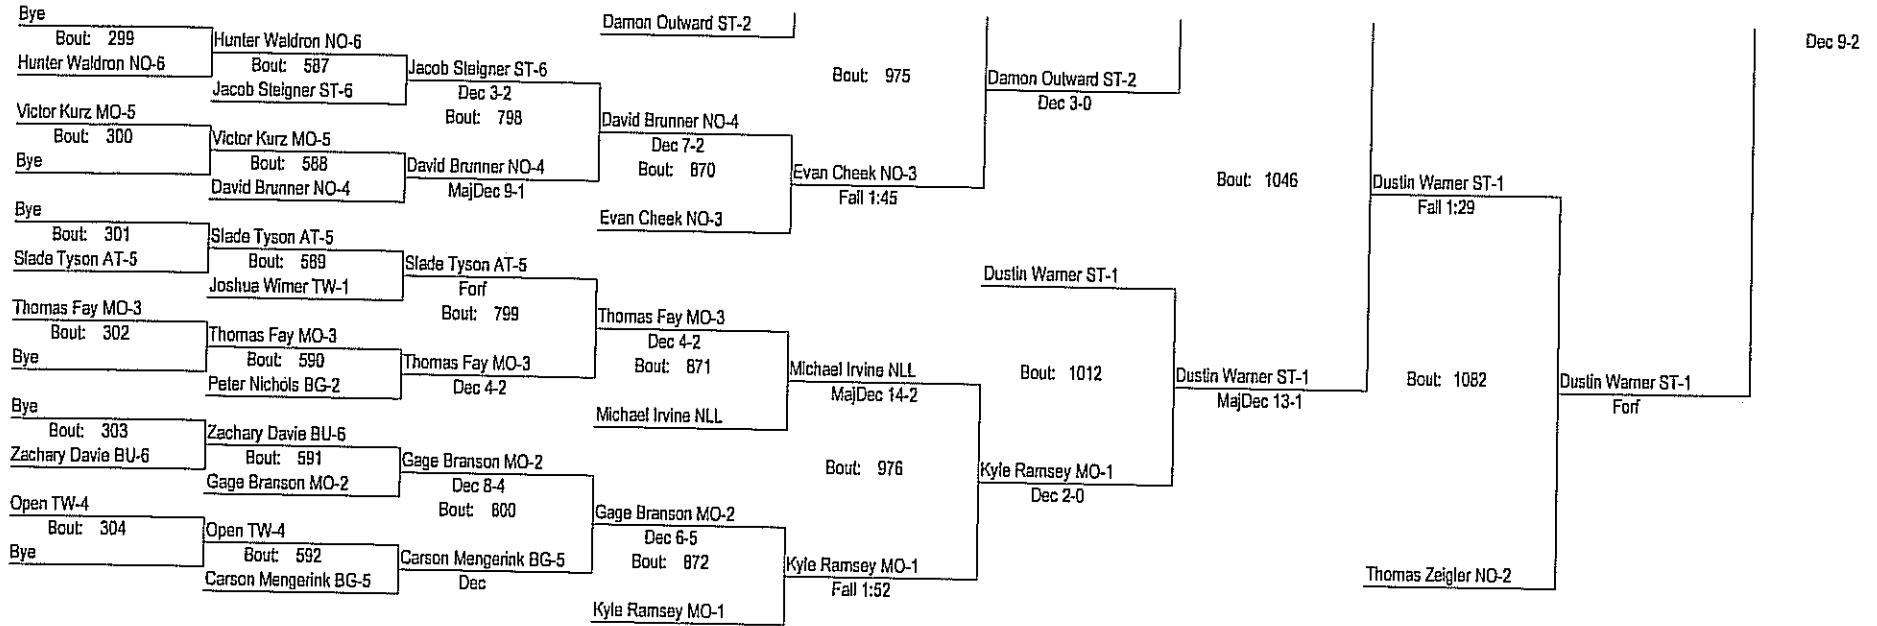 Bye
Bout: 299
Hunter Waldron NO-6
Hunter Waldron NO-6
Bout: 587
Jacob Steigner ST-6
Jacob Steigner ST-6
Dec 3-2
Bout: 798
Victor Kurz MO-5
Bout: 300
Bye
Victor Kurz MO-5
Bout: 588
David Brunner NO-4
David Brunner NO-4
MajDec 9-1
David Brunner NO-4
Dec 7-2
Bout: 870
Evan Cheek NO-3
Evan Cheek NO-3
Fall 1:45
Damon Outward ST-2
Bout: 975
Damon Outward ST-2
Dec 3-0
Bye
Bout: 301
Slade Tyson AT-5
Slade Tyson AT-5
Bout: 589
Joshua Wimer TW-1
Slade Tyson AT-5
Forf
Bout: 799
Thomas Fay MO-3
Bout: 302
Bye
Thomas Fay MO-3
Bout: 590
Peter Nichols BG-2
Thomas Fay MO-3
Dec 4-2
Thomas Fay MO-3
Dec 4-2
Bout: 871
Michael Irvine NLL
Michael Irvine NLL
MajDec 14-2
Bye
Bout: 303
Zachary Davie BU-6
Zachary Davie BU-6
Bout: 591
Gage Branson MO-2
Gage Branson MO-2
Dec 8-4
Bout: 800
Open TW-4
Bout: 304
Bye
Open TW-4
Bout: 592
Carson Mengerink BG-5
Carson Mengerink BG-5
Dec
Gage Branson MO-2
Dec 6-5
Bout: 872
Kyle Ramsey MO-1
Kyle Ramsey MO-1
Fall 1:52
Bout: 976
Kyle Ramsey MO-1
Dec 2-0
Dustin Warner ST-1
Bout: 1012
Dustin Warner ST-1
MajDec 13-1
Bout: 1046
Dustin Warner ST-1
Fall 1:29
Bout: 1082
Thomas Zeigler NO-2
Dustin Warner ST-1
Forf
Dec 9-2